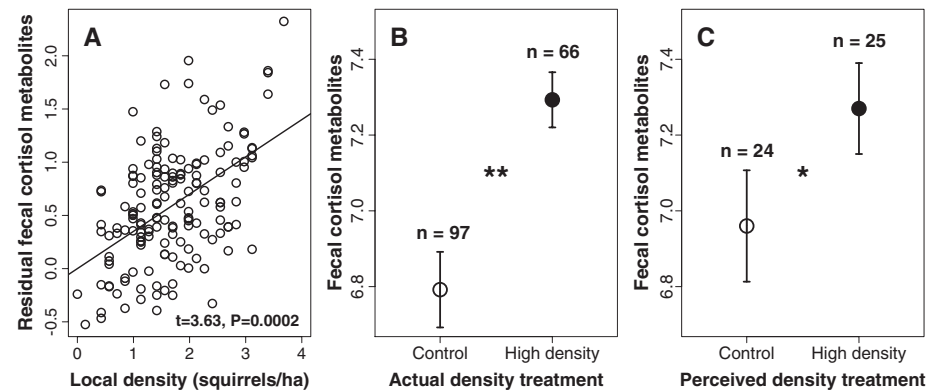 A
Residual fecal cortisol metabolites
2.0
1.5
1.0
0.5
0.0
-0.5
t=3.63, P=0.0002
0 1 2 3 4
Local density (squirrels/ha)
B
Fecal cortisol metabolites
7.4
7.2
7.0
6.8
n = 66
**
n = 97
Control High density
Actual density treatment
C
Fecal cortisol metabolites
7.4
7.2
7.0
6.8
n = 25
n = 24
*
Control High density
Perceived density treatment